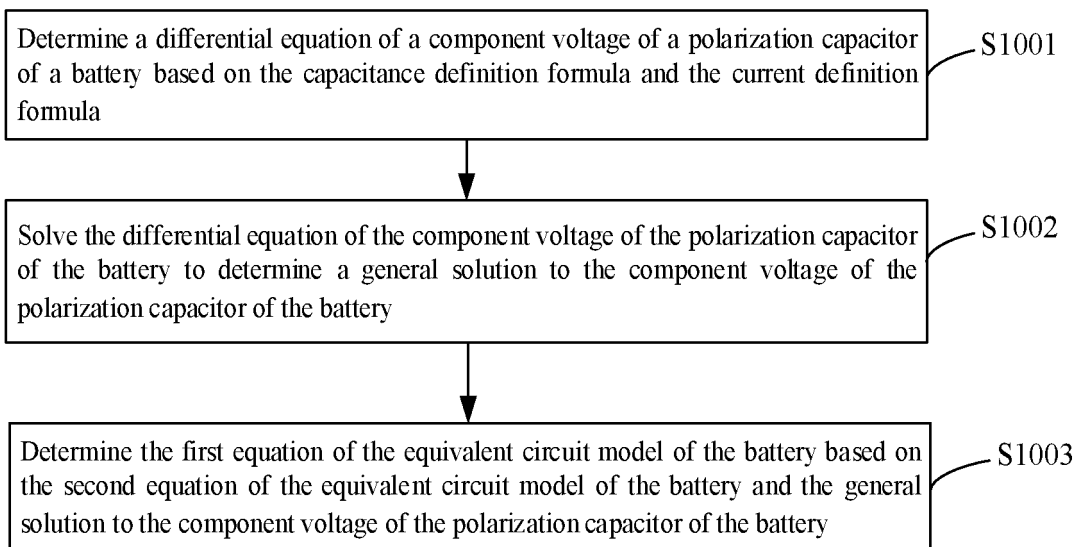 Determine a differential equation of a component voltage of a polarization capacitor
of a battery based on the capacitance definition formula and the current definition
formula
S1001
Solve the differential equation of the component voltage of the polarization capacitor
of the battery to determine a general solution to the component voltage of the
polarization capacitor of the battery
S1002
Determine the first equation of the equivalent circuit model of the battery based on
the second equation of the equivalent circuit model of the battery and the general
solution to the component voltage of the polarization capacitor of the battery
S1003